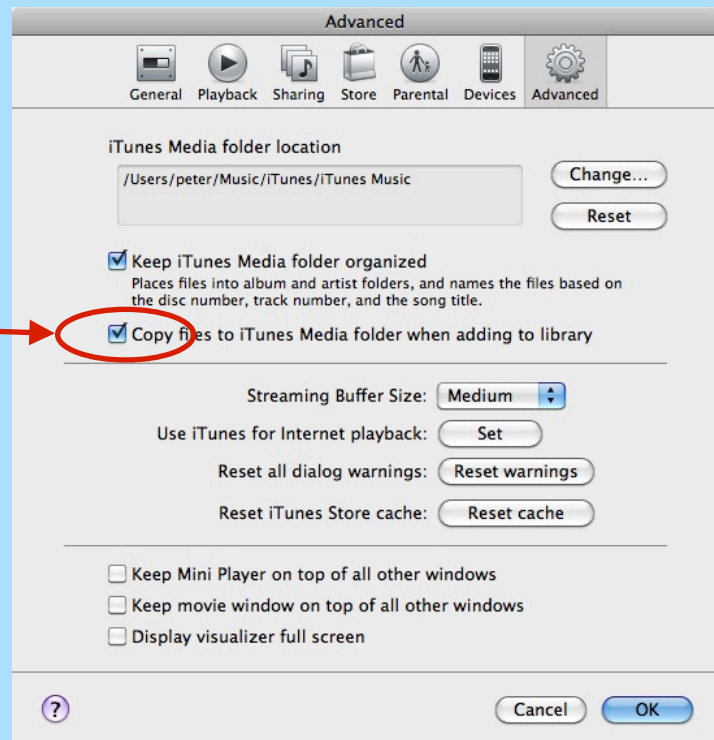 Advanced
General Playback Sharing Store Parental Devices Advanced
iTunes Media folder location
/Users/peter/Music/iTunes/iTunes Music
Change...
Reset
Keep iTunes Media folder organized
Places files into album and artist folders, and names the files based on
the disc number, track number, and the song title.
Copy files to iTunes Media folder when adding to library
Streaming Buffer Size: Medium
Use iTunes for Internet playback: Set
Reset all dialog warnings: Reset warnings
Reset iTunes Store cache: Reset cache
Keep Mini Player on top of all other windows
Keep movie window on top of all other windows
Display visualizer full screen
? Cancel OK